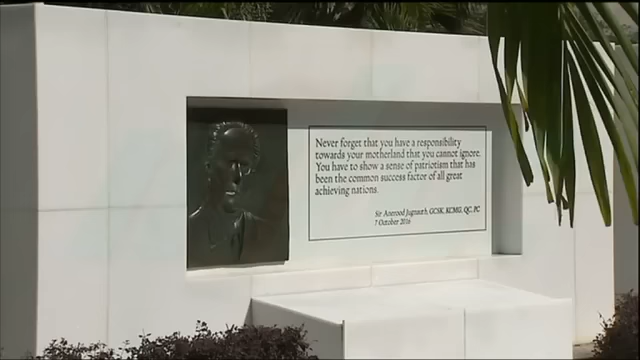 Never forget that you have a responsibility
towards your motherland that you cannot ignore.
You have to show a sense of patriotism that has
been the common success factor of all great
achieving nations.
Sir Anerood Jugnauth, GCSK, KCMG, QC, PC
7 October 2016